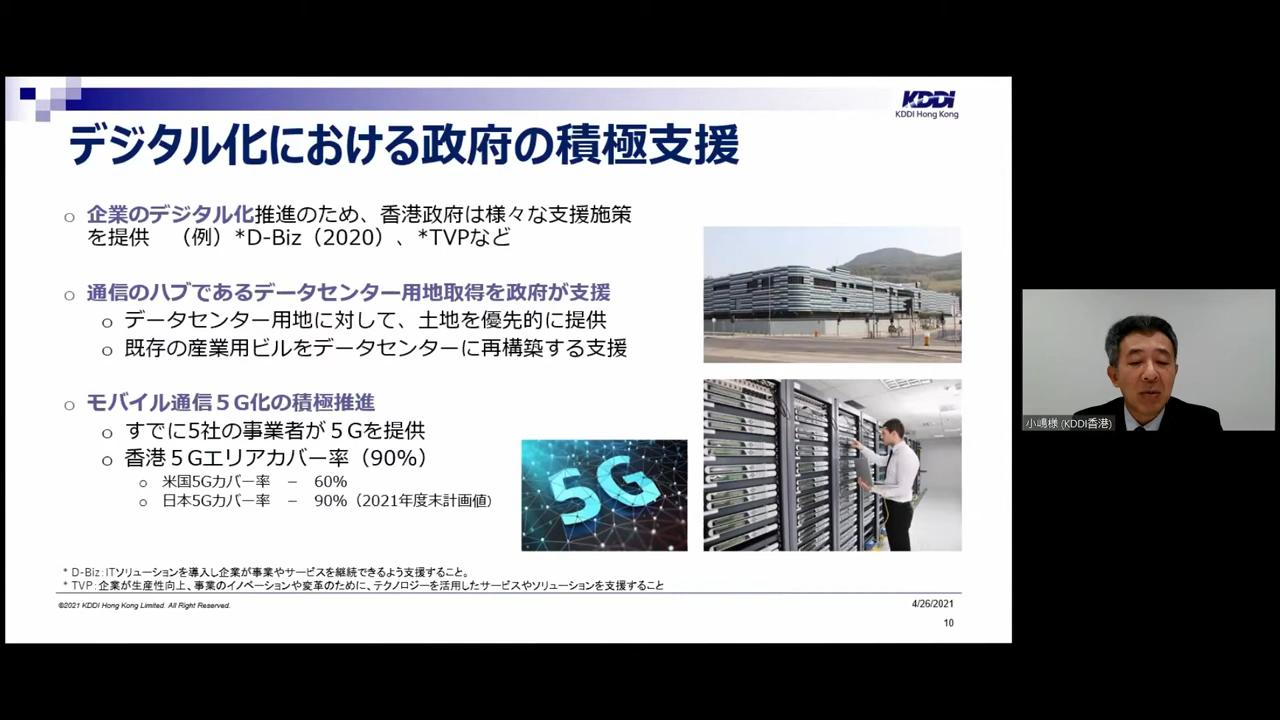 KDDI
KDDI Hong Kong
デジタル化における政府の積極支援
○ 企業のデジタル化推進のため、香港政府は様々な支援施策
を提供　（例）*D-Biz（2020）、*TVPなど
○ 通信のハブであるデータセンター用地取得を政府が支援
○ データセンター用地に対して、土地を優先的に提供
○ 既存の産業用ビルをデータセンターに再構築する支援
○ モバイル通信５G化の積極推進
○ すでに5社の事業者が５Gを提供
○ 香港５Gエリアカバー率（90%）
○ 米国5Gカバー率　－　60%
○ 日本5Gカバー率　－　90%（2021年度末計画値）
5G
* D-Biz：ITソリューションを導入し企業が事業やサービスを継続できるよう支援すること。
* TVP：企業が生産性向上、事業のイノベーションや変革のために、テクノロジーを活用したサービスやソリューションを支援すること
©2021 KDDI Hong Kong Limited. All Right Reserved.
4/26/2021
10
小嶋様 (KDDI香港)